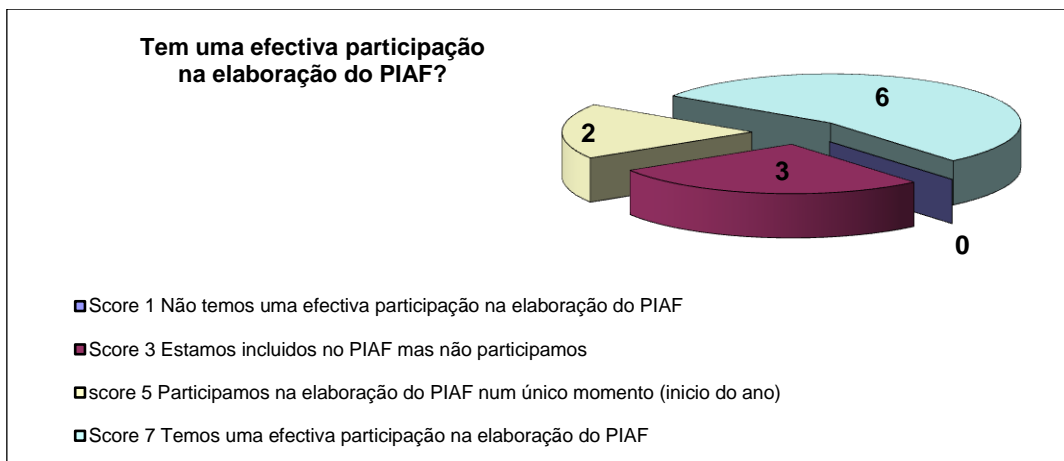 Tem uma efectiva participação
na elaboração do PIAF?
6
2
3
0
Score 1 Não temos uma efectiva participação na elaboração do PIAF
Score 3 Estamos incluidos no PIAF mas não participamos
score 5 Participamos na elaboração do PIAF num único momento (inicio do ano)
Score 7 Temos uma efectiva participação na elaboração do PIAF